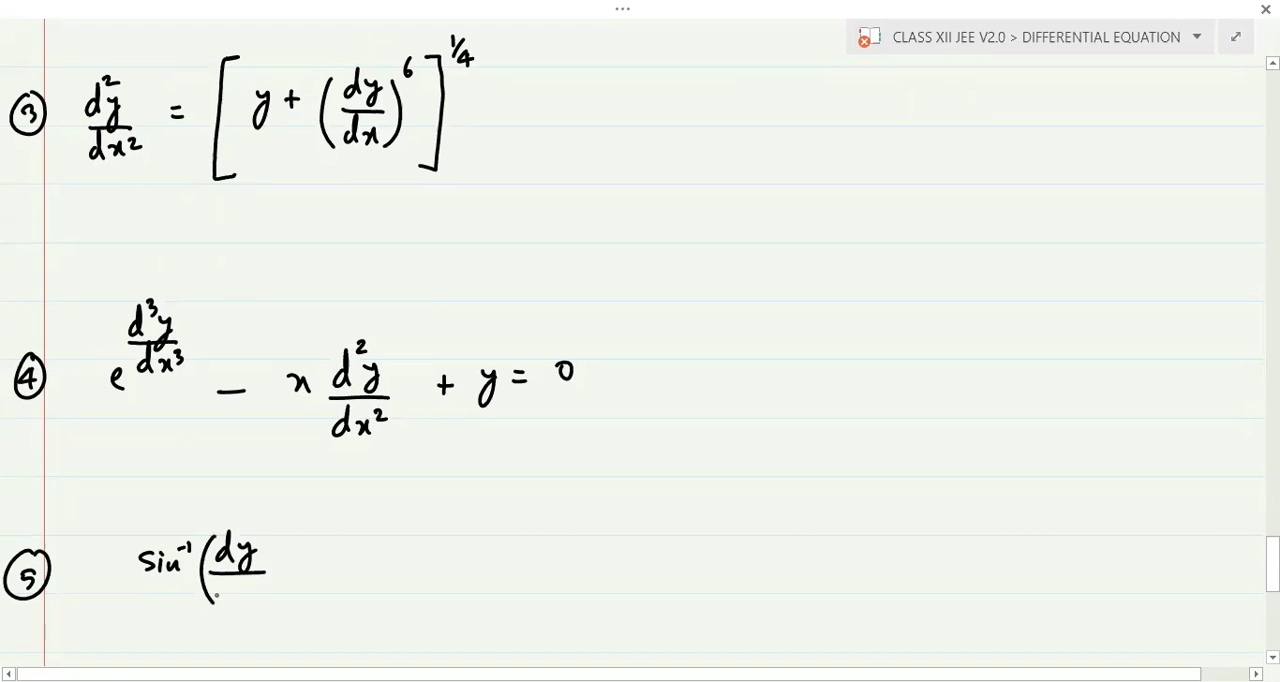 CLASS XII JEE V2.0 > DIFFERENTIAL EQUATION
③ d²y/dx² = [ y + (dy/dx)⁶ ]^1/4
④ e^(d³y/dx³) − x d²y/dx² + y = 0
⑤ sin⁻¹ (dy